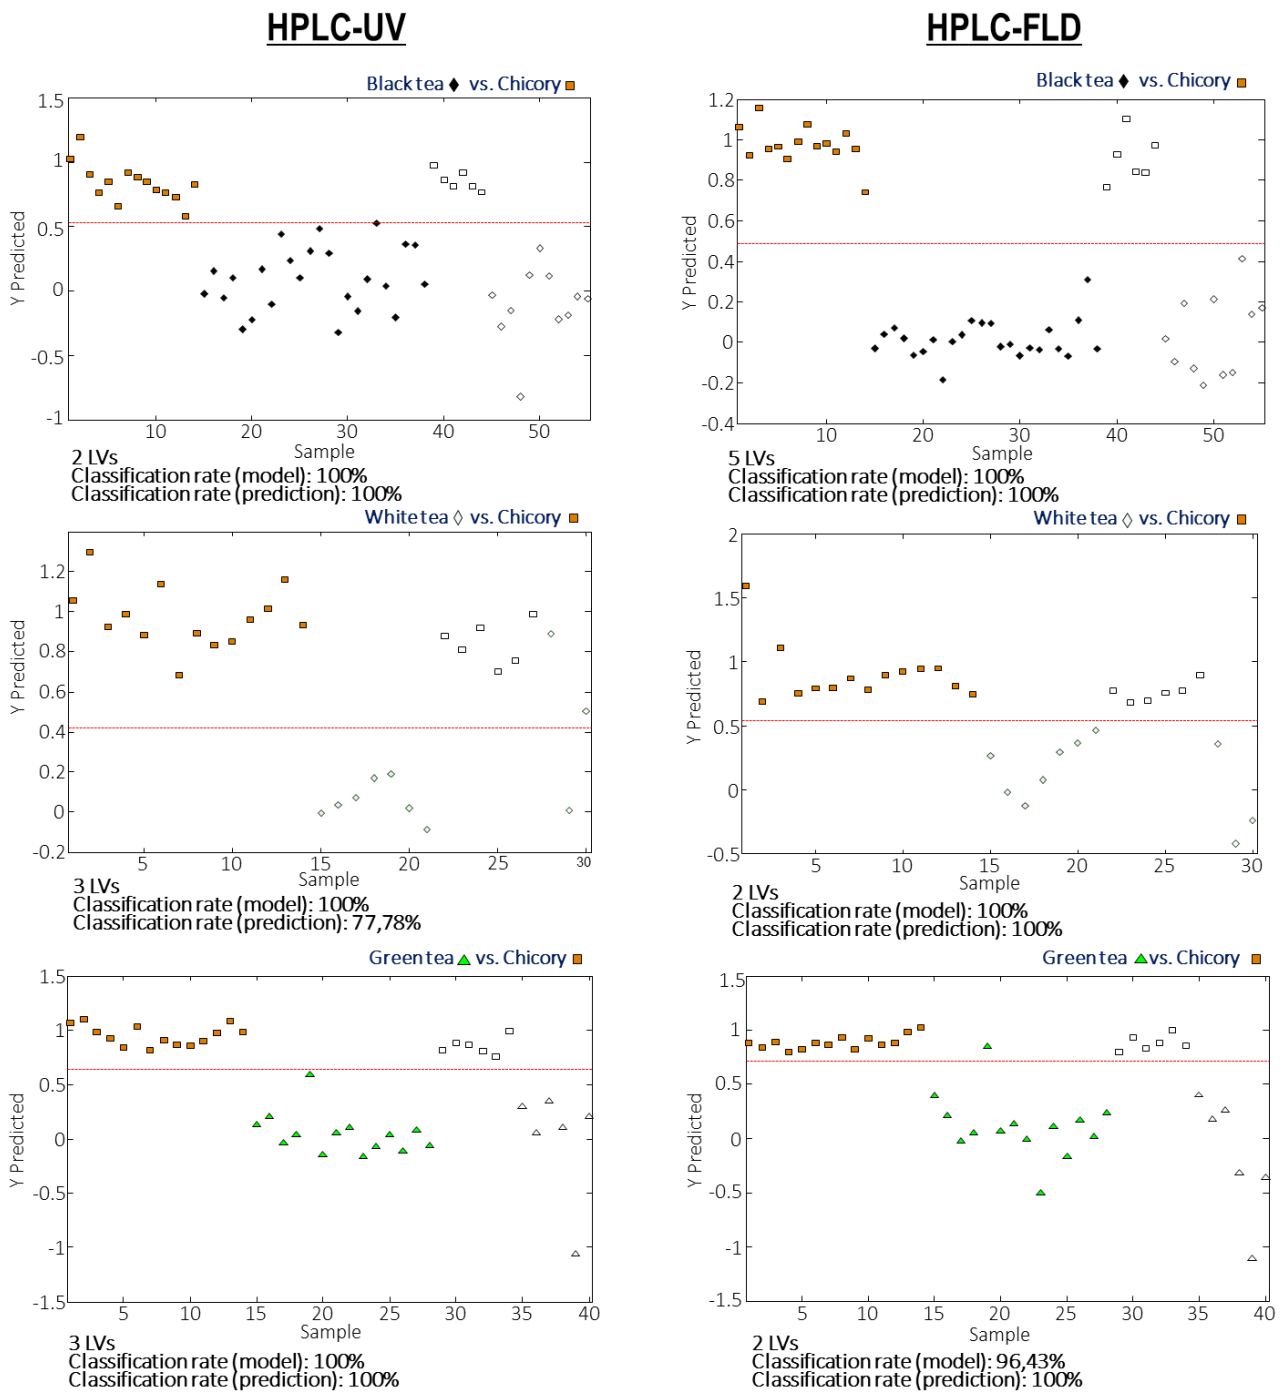 HPLC-UV
HPLC-FLD
Black tea vs. Chicory
1.5
1
0.5
0
-0.5
-1
Y Predicted
10
20
30
40
50
Sample
2 LVs
Classification rate (model): 100%
Classification rate (prediction): 100%
Black tea vs. Chicory
1.2
1
0.8
0.6
0.4
0.2
0
-0.2
-0.4
Y Predicted
10
20
30
40
50
Sample
5 LVs
Classification rate (model): 100%
Classification rate (prediction): 100%
White tea vs. Chicory
1.2
1
0.8
0.6
0.4
0.2
0
-0.2
Y Predicted
5
10
15
20
25
30
Sample
3 LVs
Classification rate (model): 100%
Classification rate (prediction): 77,78%
White tea vs. Chicory
2
1.5
1
0.5
0
-0.5
Y Predicted
5
10
15
20
25
30
Sample
2 LVs
Classification rate (model): 100%
Classification rate (prediction): 100%
Green tea vs. Chicory
1.5
1
0.5
0
-0.5
-1
-1.5
Y Predicted
5
10
15
20
25
30
35
40
Sample
3 LVs
Classification rate (model): 100%
Classification rate (prediction): 100%
Green tea vs. Chicory
1.5
1
0.5
0
-0.5
-1
-1.5
Y Predicted
5
10
15
20
25
30
35
40
Sample
2 LVs
Classification rate (model): 96,43%
Classification rate (prediction): 100%